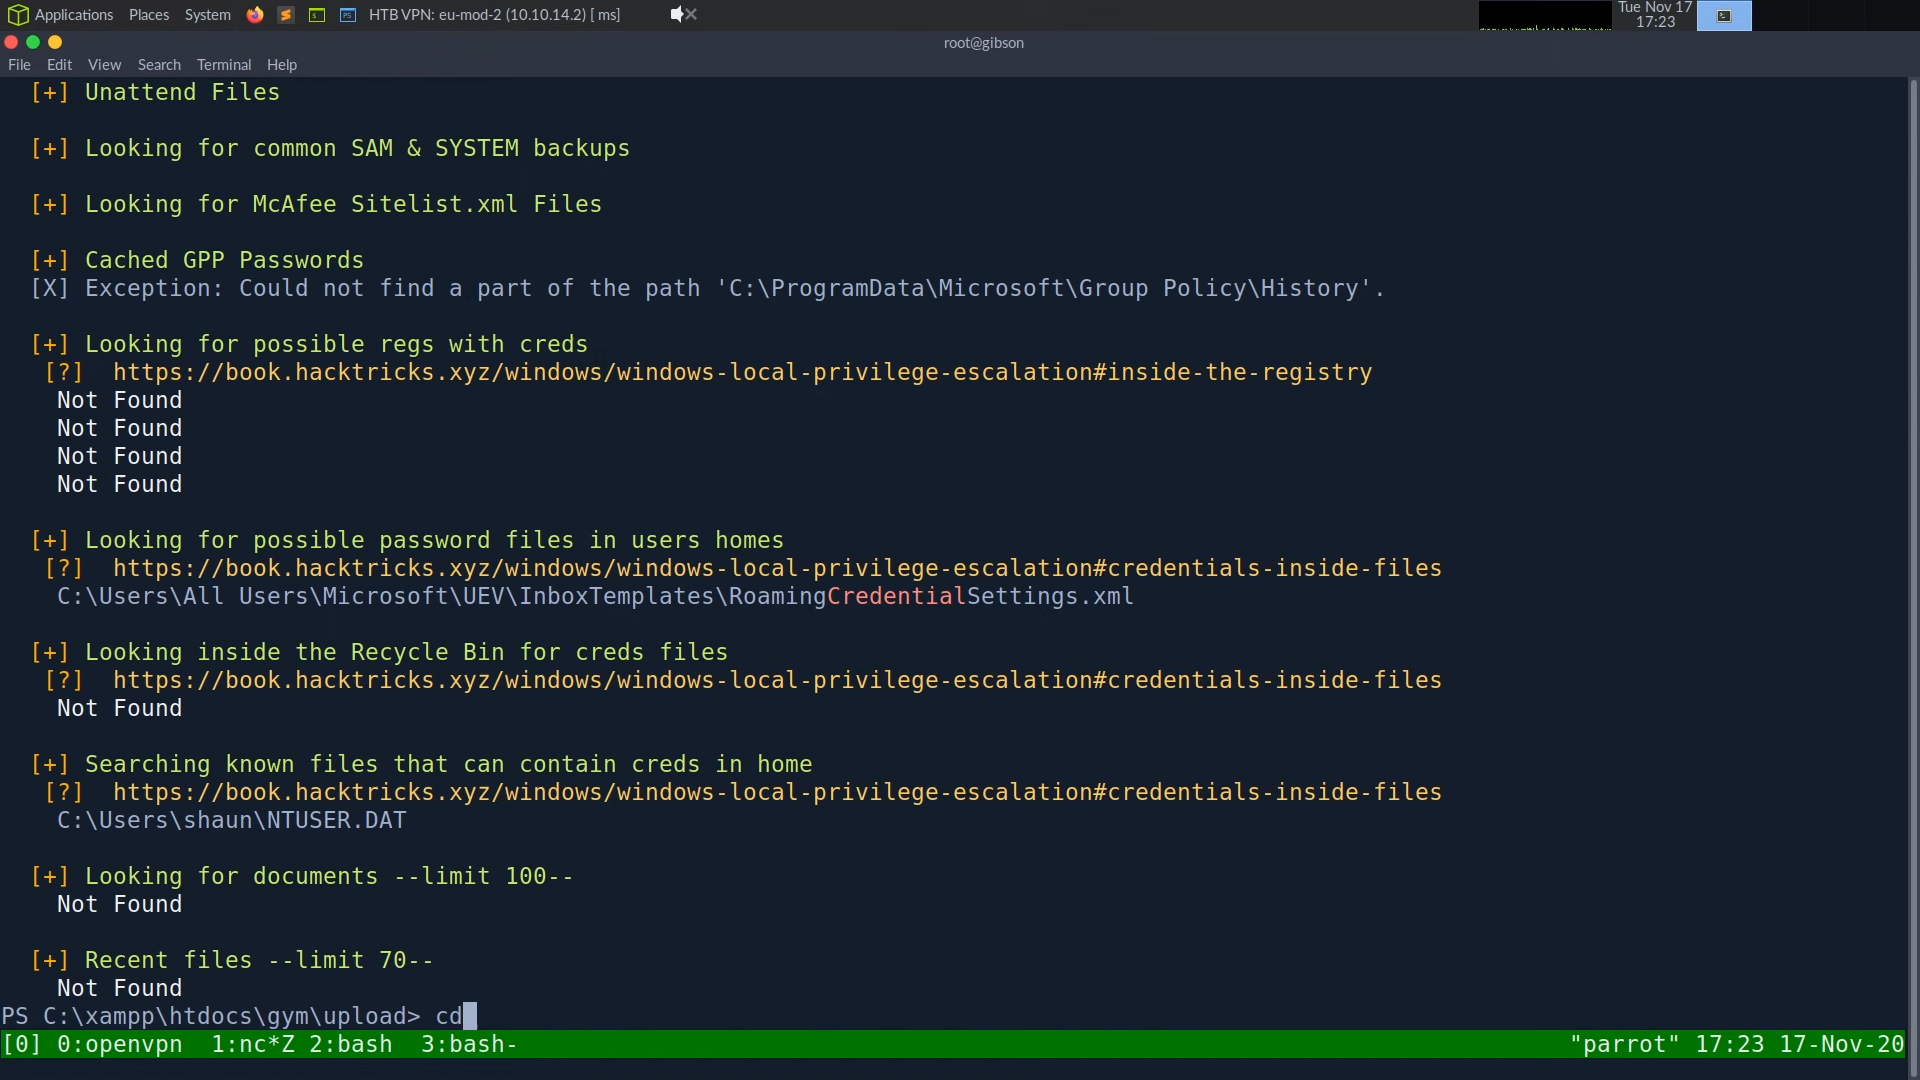 Applications Places System HTB VPN: eu-mod-2 (10.10.14.2) [ ms] Tue Nov 17
17:23
root@gibson
File Edit View Search Terminal Help
[+] Unattend Files
[+] Looking for common SAM & SYSTEM backups
[+] Looking for McAfee Sitelist.xml Files
[+] Cached GPP Passwords
[X] Exception: Could not find a part of the path 'C:\ProgramData\Microsoft\Group Policy\History'.
[+] Looking for possible regs with creds
[?] https://book.hacktricks.xyz/windows/windows-local-privilege-escalation#inside-the-registry
Not Found
Not Found
Not Found
Not Found
[+] Looking for possible password files in users homes
[?] https://book.hacktricks.xyz/windows/windows-local-privilege-escalation#credentials-inside-files
C:\Users\All Users\Microsoft\UEV\InboxTemplates\RoamingCredentialSettings.xml
[+] Looking inside the Recycle Bin for creds files
[?] https://book.hacktricks.xyz/windows/windows-local-privilege-escalation#credentials-inside-files
Not Found
[+] Searching known files that can contain creds in home
[?] https://book.hacktricks.xyz/windows/windows-local-privilege-escalation#credentials-inside-files
C:\Users\shaun\NTUSER.DAT
[+] Looking for documents --limit 100--
Not Found
[+] Recent files --limit 70--
Not Found
PS C:\xampp\htdocs\gym\upload> cd
[0] 0:openvpn 1:nc*Z 2:bash 3:bash- "parrot" 17:23 17-Nov-20